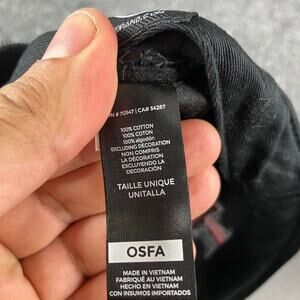 RN # 70547 | CA# 54267
100% COTTON
100% COTON
100% algodón
EXCLUDING DECORATION
NON COMPRIS
LA DÉCORATION
EXCLUYENDO LA
DECORACIÓN
TAILLE UNIQUE
UNITALLA
OSFA
MADE IN VIETNAM
FABRIQUÉ AU VIETNAM
HECHO EN VIETNAM
CON INSUMOS IMPORTADOS